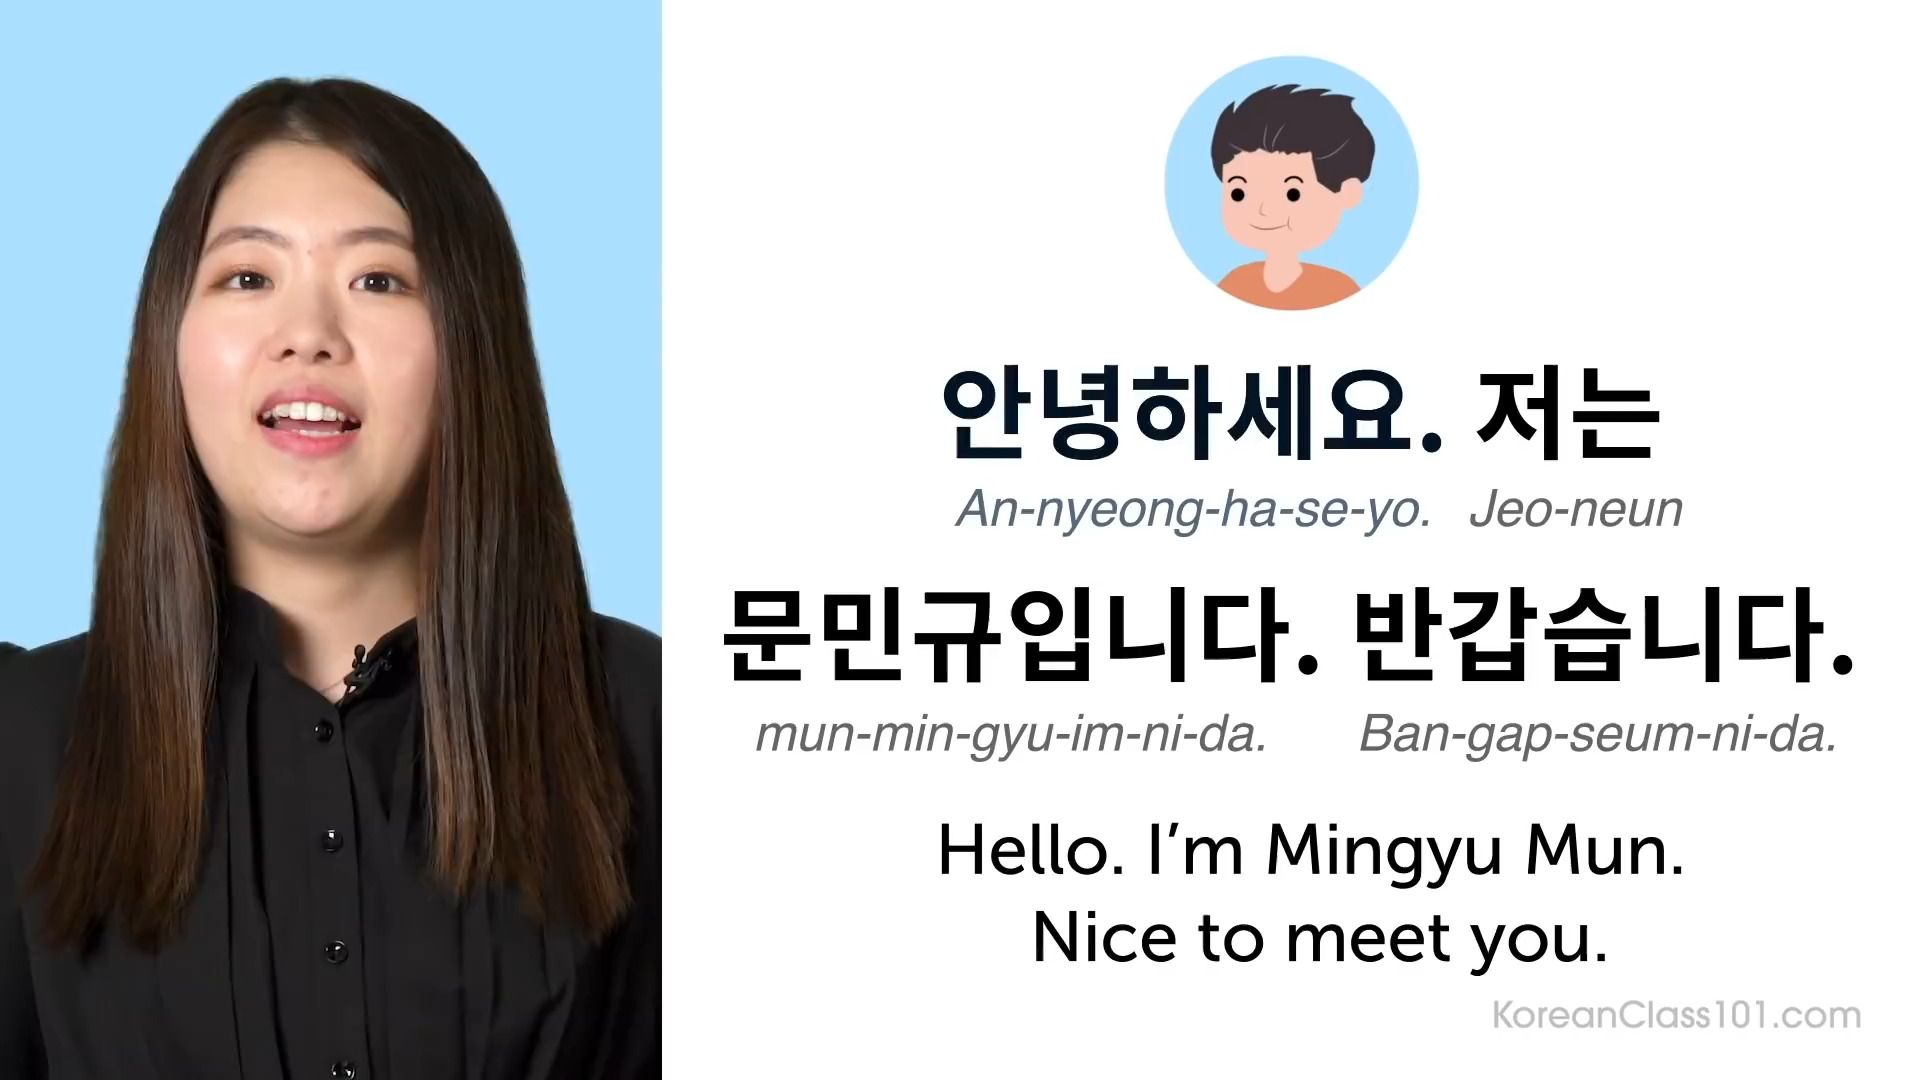 안녕하세요. 저는
An-nyeong-ha-se-yo. Jeo-neun
문민규입니다. 반갑습니다.
mun-min-gyu-im-ni-da. Ban-gap-seum-ni-da.
Hello. I’m Mingyu Mun.
Nice to meet you.
KoreanClass101.com